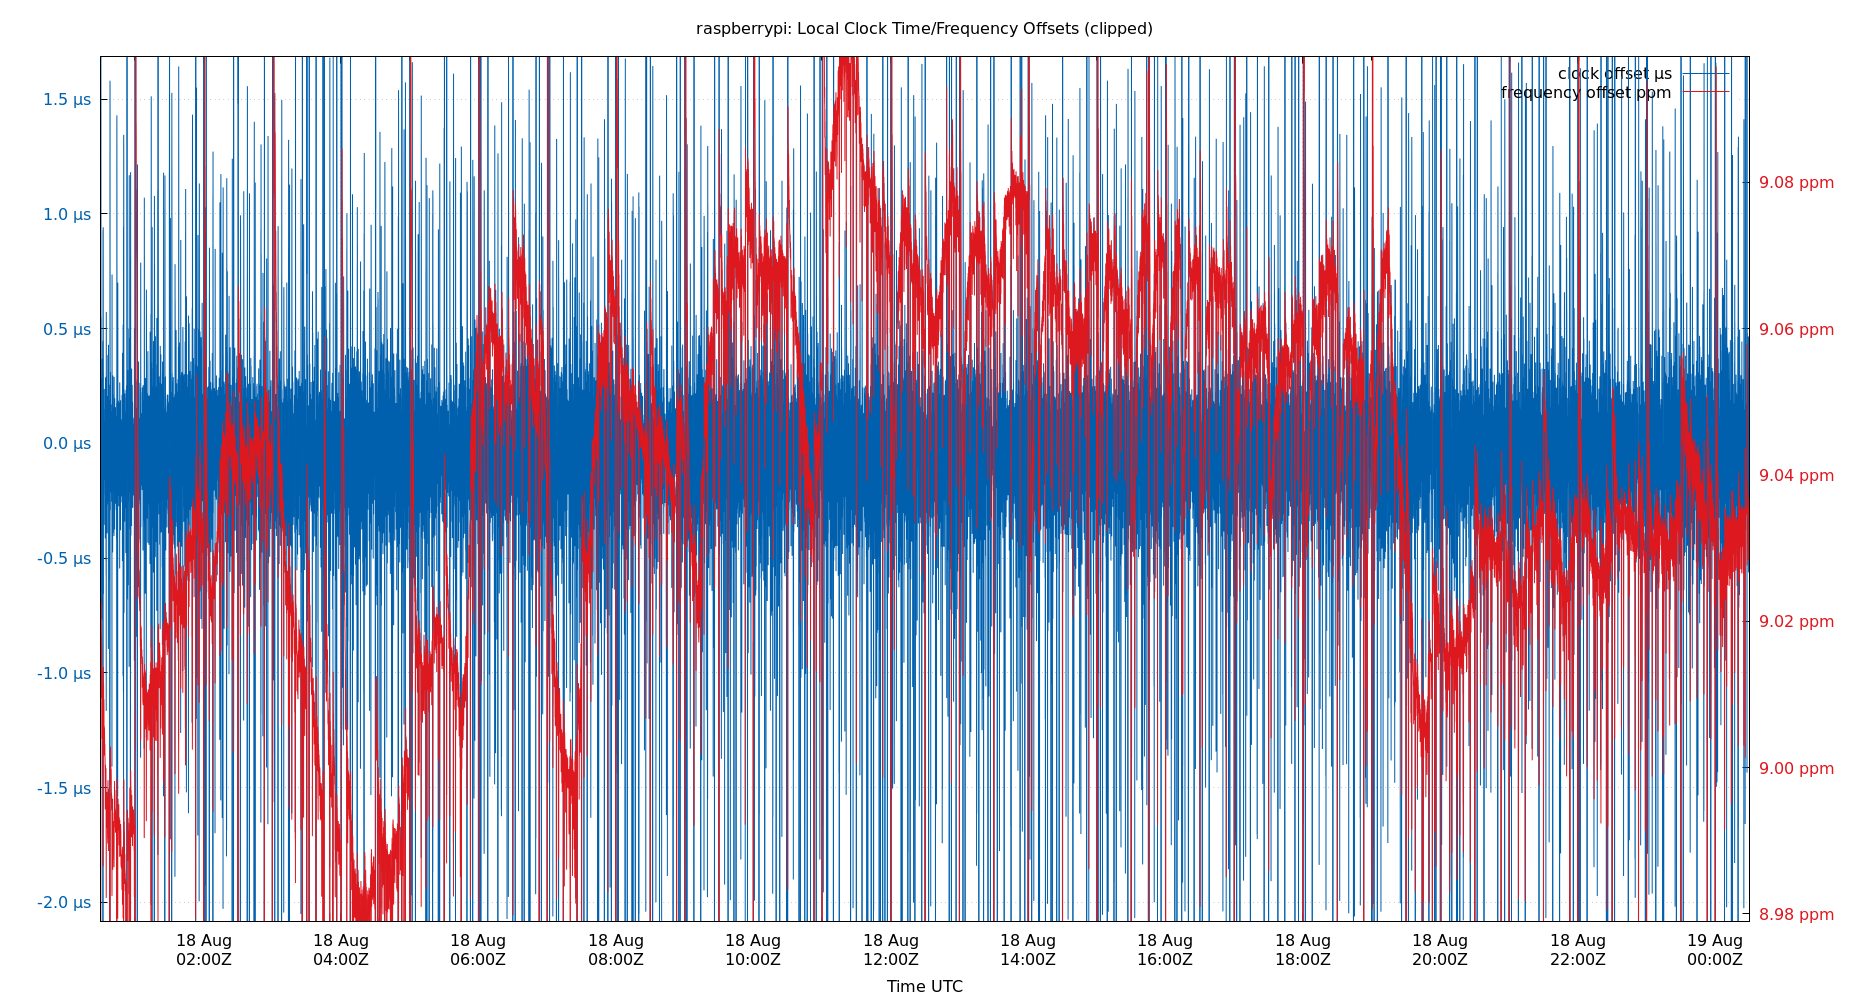 raspberrypi: Local Clock Time/Frequency Offsets (clipped)
clock offset µs
frequency offset ppm
1.5 µs
1.0 µs
0.5 µs
0.0 µs
-0.5 µs
-1.0 µs
-1.5 µs
-2.0 µs
9.08 ppm
9.06 ppm
9.04 ppm
9.02 ppm
9.00 ppm
8.98 ppm
18 Aug 18 Aug 18 Aug 18 Aug 18 Aug 18 Aug 18 Aug 18 Aug 18 Aug 18 Aug 18 Aug 19 Aug
02:00Z 04:00Z 06:00Z 08:00Z 10:00Z 12:00Z 14:00Z 16:00Z 18:00Z 20:00Z 22:00Z 00:00Z
Time UTC